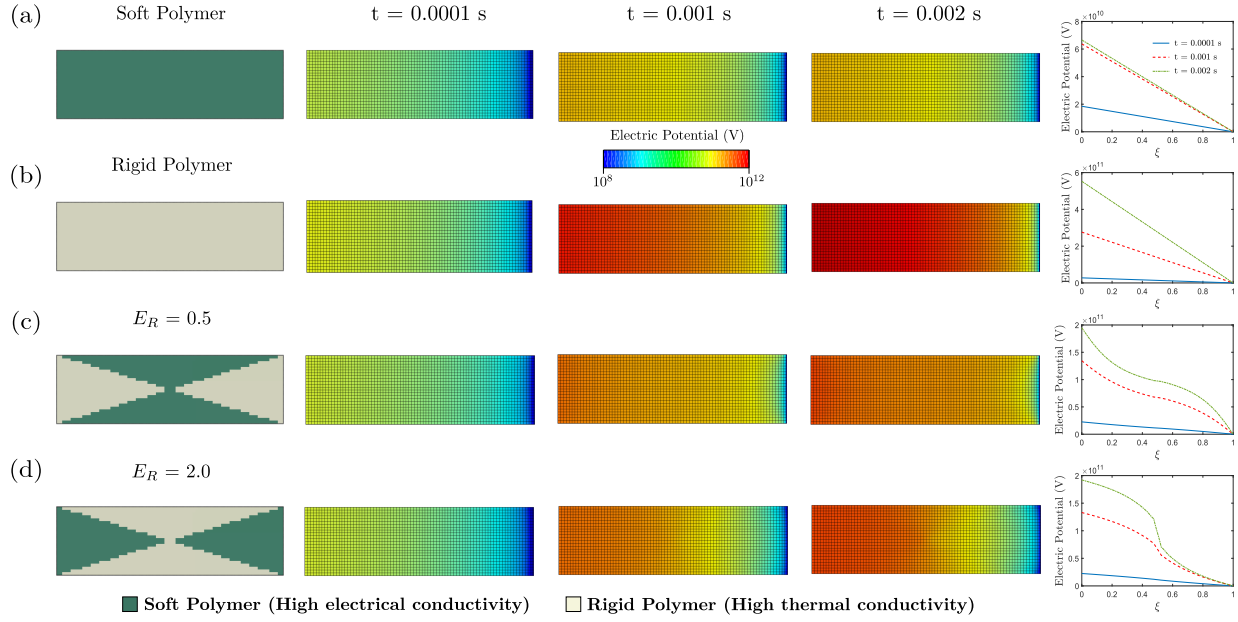 (a)
Soft Polymer
t = 0.0001 s
t = 0.001 s
t = 0.002 s
×10^10
8
6
4
2
0
Electric Potential (V)
t = 0.0001 s
t = 0.001 s
t = 0.002 s
0 0.2 0.4 0.6 0.8 1
ξ
Electric Potential (V)
10^8 10^12
(b)
Rigid Polymer
×10^11
6
4
2
0
Electric Potential (V)
0 0.2 0.4 0.6 0.8 1
ξ
(c)
E_R = 0.5
×10^11
2
1.5
1
0.5
0
Electric Potential (V)
0 0.2 0.4 0.6 0.8 1
ξ
(d)
E_R = 2.0
×10^11
2
1.5
1
0.5
0
Electric Potential (V)
0 0.2 0.4 0.6 0.8 1
ξ
Soft Polymer (High electrical conductivity)
Rigid Polymer (High thermal conductivity)